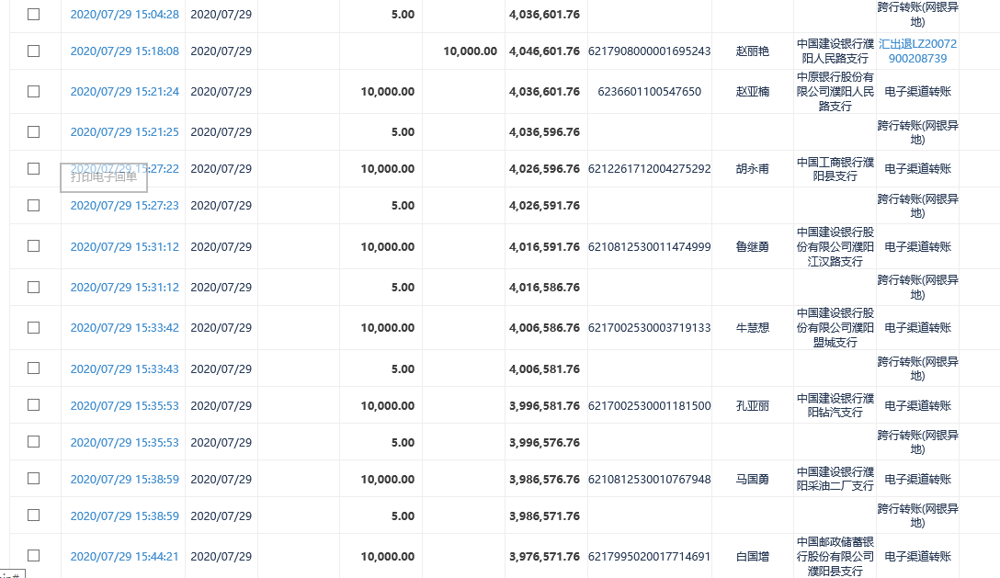 2020/07/29 15:04:28 2020/07/29 5.00 4,036,601.76 跨行转账(网银异
地)
2020/07/29 15:18:08 2020/07/29 10,000.00 4,046,601.76 6217908000001695243 赵丽艳 中国建设银行濮
阳人民路支行 汇出退LZ20072
900208739
2020/07/29 15:21:24 2020/07/29 10,000.00 4,036,601.76 6236601100547650 赵亚楠 中原银行股份有
限公司濮阳人民
路支行 电子渠道转账
2020/07/29 15:21:25 2020/07/29 5.00 4,036,596.76 跨行转账(网银异
地)
2020/07/29 15:27:22 2020/07/29 10,000.00 4,026,596.76 6212261712004275292 胡永甫 中国工商银行濮
阳县支行 电子渠道转账
打印电子回单
2020/07/29 15:27:23 2020/07/29 5.00 4,026,591.76 跨行转账(网银异
地)
2020/07/29 15:31:12 2020/07/29 10,000.00 4,016,591.76 6210812530011474999 鲁继勇 中国建设银行股
份有限公司濮阳
江汉路支行 电子渠道转账
2020/07/29 15:31:12 2020/07/29 5.00 4,016,586.76 跨行转账(网银异
地)
2020/07/29 15:33:42 2020/07/29 10,000.00 4,006,586.76 6217002530003719133 牛慧想 中国建设银行股
份有限公司濮阳
盟城支行 电子渠道转账
2020/07/29 15:33:43 2020/07/29 5.00 4,006,581.76 跨行转账(网银异
地)
2020/07/29 15:35:53 2020/07/29 10,000.00 3,996,581.76 6217002530001181500 孔亚丽 中国建设银行濮
阳钻汽支行 电子渠道转账
2020/07/29 15:35:53 2020/07/29 5.00 3,996,576.76 跨行转账(网银异
地)
2020/07/29 15:38:59 2020/07/29 10,000.00 3,986,576.76 6210812530010767948 马国勇 中国建设银行濮
阳采油二厂支行 电子渠道转账
2020/07/29 15:38:59 2020/07/29 5.00 3,986,571.76 跨行转账(网银异
地)
2020/07/29 15:44:21 2020/07/29 10,000.00 3,976,571.76 6217995020017714691 白国增 中国邮政储蓄银
行股份有限公司
濮阳县支行 电子渠道转账